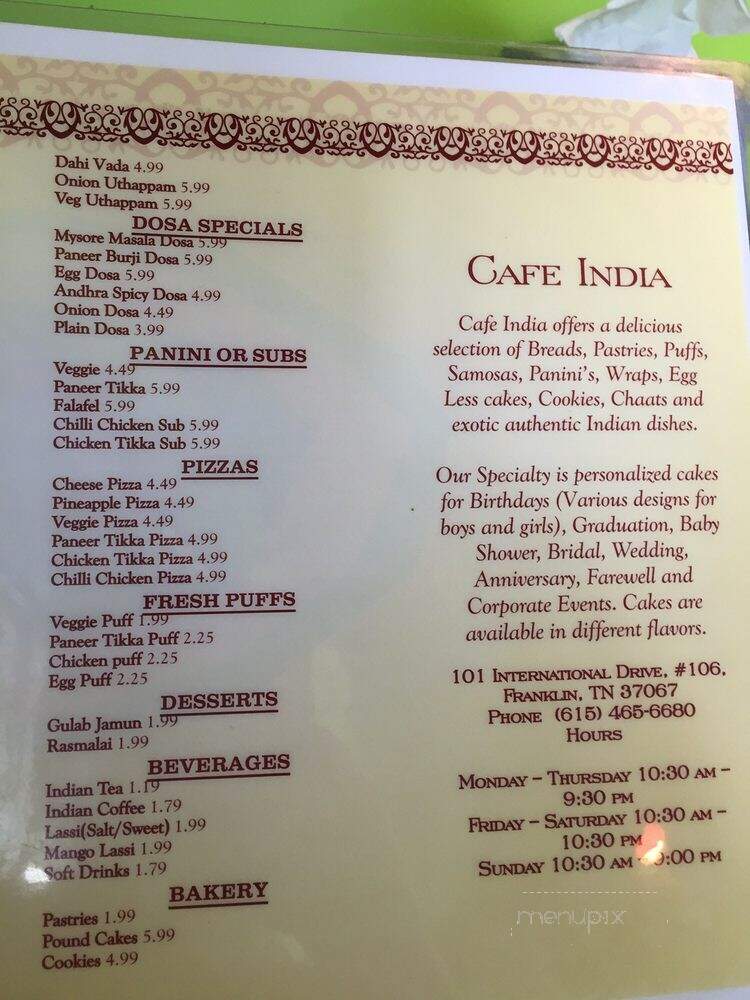 Dahi Vada 4.99
Onion Uthappam 5.99
Veg Uthappam 5.99
DOSA SPECIALS
Mysore Masala Dosa 5.99
Paneer Burji Dosa 5.99
Egg Dosa 5.99
Andhra Spicy Dosa 4.99
Onion Dosa 4.49
Plain Dosa 3.99
PANINI OR SUBS
Veggie 4.49
Paneer Tikka 5.99
Falafel 5.99
Chilli Chicken Sub 5.99
Chicken Tikka Sub 5.99
PIZZAS
Cheese Pizza 4.49
Pineapple Pizza 4.49
Veggie Pizza 4.49
Paneer Tikka Pizza 4.99
Chicken Tikka Pizza 4.99
Chilli Chicken Pizza 4.99
FRESH PUFFS
Veggie Puff 1.99
Paneer Tikka Puff 2.25
Chicken puff 2.25
Egg Puff 2.25
DESSERTS
Gulab Jamun 1.99
Rasmalai 1.99
BEVERAGES
Indian Tea 1.19
Indian Coffee 1.79
Lassi(Salt/Sweet) 1.99
Mango Lassi 1.99
Soft Drinks 1.79
BAKERY
Pastries 1.99
Pound Cakes 5.99
Cookies 4.99
CAFE INDIA
Cafe India offers a delicious
selection of Breads, Pastries, Puffs,
Samosas, Panini's, Wraps, Egg
Less cakes, Cookies, Chaats and
exotic authentic Indian dishes.
Our Specialty is personalized cakes
for Birthdays (Various designs for
boys and girls), Graduation, Baby
Shower, Bridal, Wedding,
Anniversary, Farewell and
Corporate Events. Cakes are
available in different flavors.
101 INTERNATIONAL DRIVE, #106,
FRANKLIN, TN 37067
PHONE (615) 465-6680
HOURS
MONDAY – THURSDAY 10:30 AM –
9:30 PM
FRIDAY – SATURDAY 10:30 AM –
10:30 PM
SUNDAY 10:30 AM – 9:00 PM
menupix